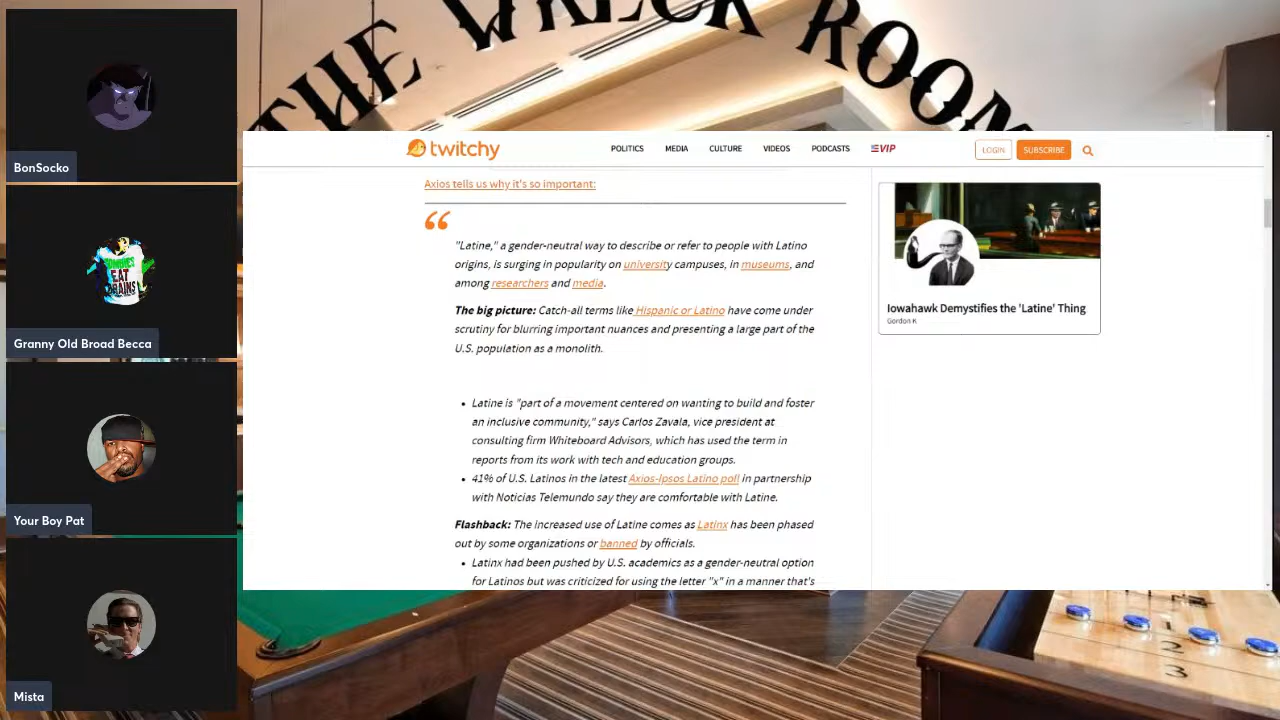 THE WRECK ROOM
BonSocko
Granny Old Broad Becca
Your Boy Pat
Mista
twitchy
POLITICS MEDIA CULTURE VIDEOS PODCASTS VIP
LOGIN SUBSCRIBE
Axios tells us why it's so important:
"Latine," a gender-neutral way to describe or refer to people with Latino
origins, is surging in popularity on university campuses, in museums, and
among researchers and media.
The big picture: Catch-all terms like Hispanic or Latino have come under
scrutiny for blurring important nuances and presenting a large part of the
U.S. population as a monolith.
• Latine is "part of a movement centered on wanting to build and foster
an inclusive community," says Carlos Zavala, vice president at
consulting firm Whiteboard Advisors, which has used the term in
reports from its work with tech and education groups.
• 41% of U.S. Latinos in the latest Axios-Ipsos Latino poll in partnership
with Noticias Telemundo say they are comfortable with Latine.
Flashback: The increased use of Latine comes as Latinx has been phased
out by some organizations or banned by officials.
• Latinx had been pushed by U.S. academics as a gender-neutral option
for Latinos but was criticized for using the letter "x" in a manner that's
Iowahawk Demystifies the 'Latine' Thing
Gordon K
1
2
3